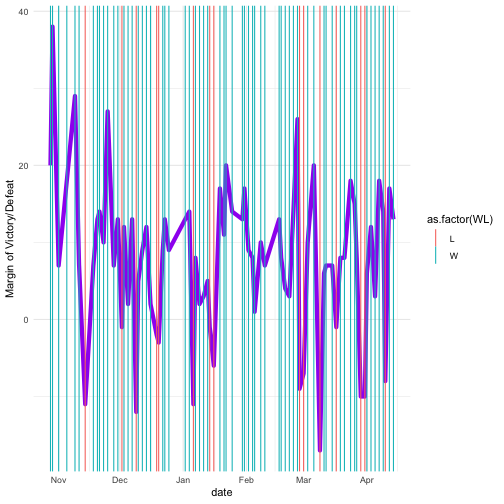 40
20
0
Margin of Victory/Defeat
Nov Dec Jan Feb Mar Apr
date
as.factor(WL)
L
W